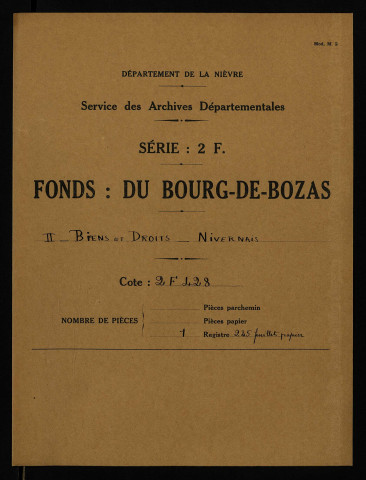 Mod. M 5
DÉPARTEMENT DE LA NIÈVRE
Service des Archives Départementales
SÉRIE : 2 F.
FONDS : DU BOURG-DE-BOZAS
II - Biens et Droits - Nivernais
Cote : 2 F 428
Pièces parchemin
NOMBRE DE PIÈCES Pièces papier
1 Registre 245 feuillets papier